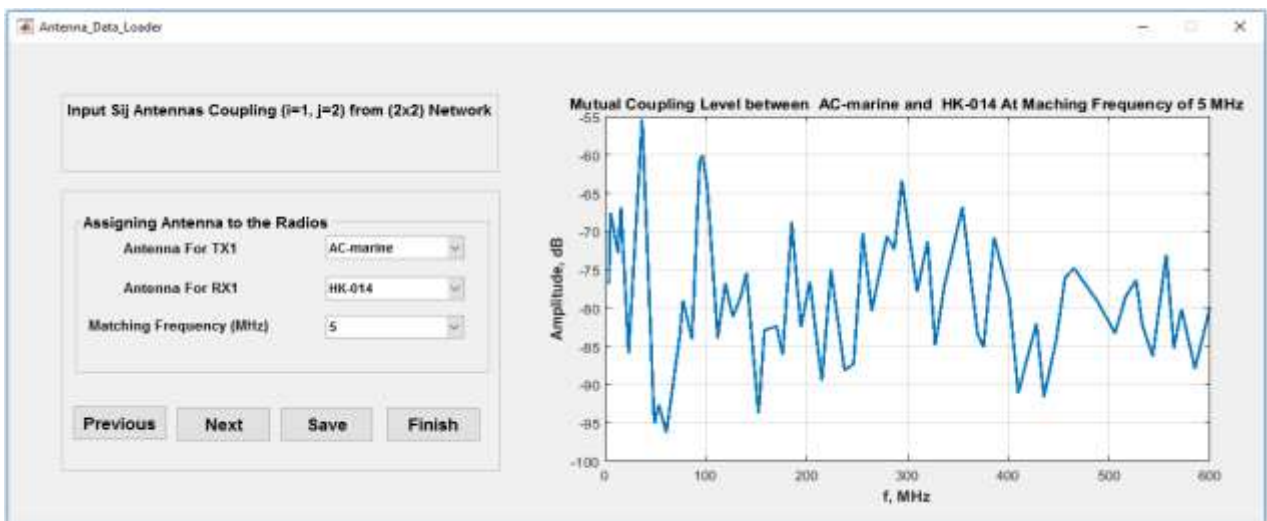 Antenna_Data_Loader
Input Sij Antennas Coupling (i=1, j=2) from (2x2) Network
Assigning Antenna to the Radios
Antenna For TX1
AC-marine
Antenna For RX1
HK-014
Matching Frequency (MHz)
5
Previous
Next
Save
Finish
Mutual Coupling Level between AC-marine and HK-014 At Maching Frequency of 5 MHz
Amplitude, dB
-55
-60
-65
-70
-75
-80
-85
-90
-95
-100
0
100
200
300
400
500
600
f, MHz